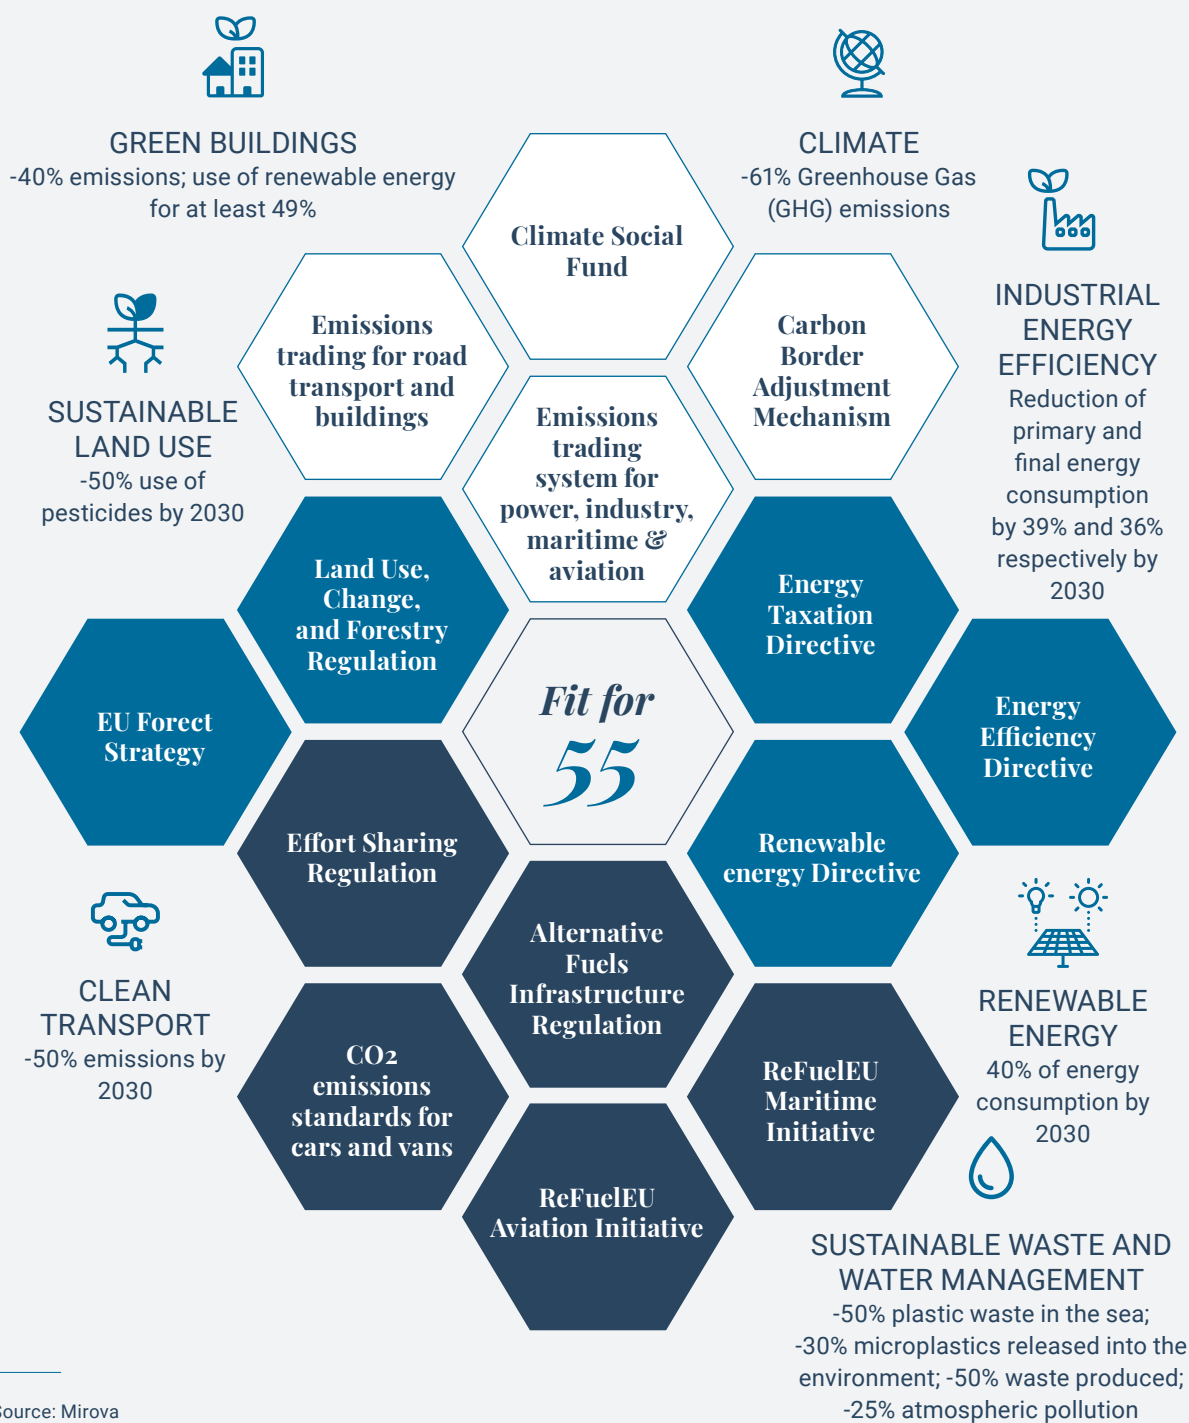 GREEN BUILDINGS
-40% emissions; use of renewable energy
for at least 49%
CLIMATE
-61% Greenhouse Gas
(GHG) emissions
Climate Social
Fund
INDUSTRIAL
ENERGY
EFFICIENCY
Reduction of
primary and
final energy
consumption
by 39% and 36%
respectively by
2030
Emissions
trading for road
transport and
buildings
Carbon
Border
Adjustment
Mechanism
SUSTAINABLE
LAND USE
-50% use of
pesticides by 2030
Emissions
trading
system for
power, industry,
maritime &
aviation
Land Use,
Change,
and Forestry
Regulation
Energy
Taxation
Directive
EU Forect
Strategy
Fit for
55
Energy
Efficiency
Directive
Effort Sharing
Regulation
Renewable
energy Directive
Alternative
Fuels
Infrastructure
Regulation
CLEAN
TRANSPORT
-50% emissions by
2030
RENEWABLE
ENERGY
40% of energy
consumption by
2030
CO2
emissions
standards for
cars and vans
ReFuelEU
Maritime
Initiative
ReFuelEU
Aviation Initiative
SUSTAINABLE WASTE AND
WATER MANAGEMENT
-50% plastic waste in the sea;
-30% microplastics released into the
environment; -50% waste produced;
-25% atmospheric pollution
Source: Mirova